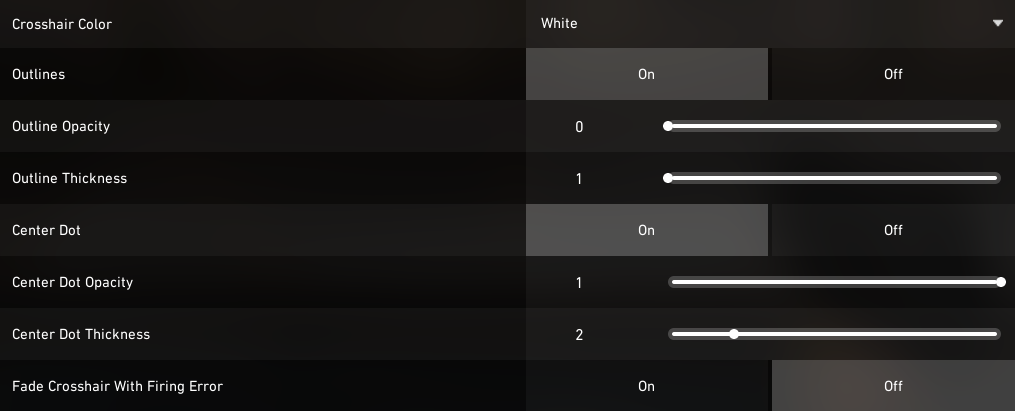 Crosshair Color White
Outlines On Off
Outline Opacity 0
Outline Thickness 1
Center Dot On Off
Center Dot Opacity 1
Center Dot Thickness 2
Fade Crosshair With Firing Error On Off